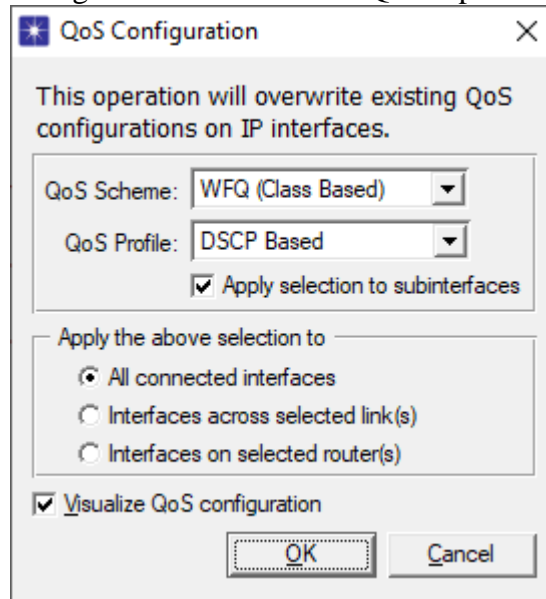 QoS Configuration
This operation will overwrite existing QoS
configurations on IP interfaces.
QoS Scheme: WFQ (Class Based)
QoS Profile: DSCP Based
Apply selection to subinterfaces
Apply the above selection to
All connected interfaces
Interfaces across selected link(s)
Interfaces on selected router(s)
Visualize QoS configuration
OK Cancel